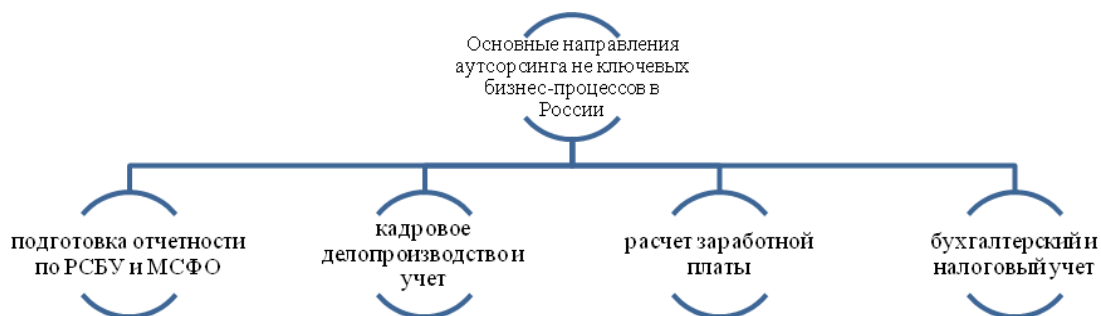 Основные направления
аутсорсинга не ключевых
бизнес-процессов в
России
подготовка отчетности
по РСБУ и МСФО
кадровое
делопроизводство и
учет
расчет заработной
платы
бухгалтерский и
налоговый учет